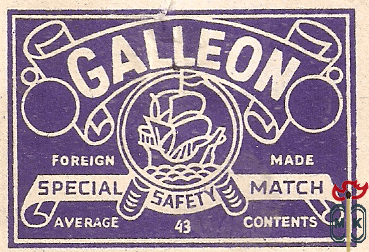 GALLEON
FOREIGN MADE
SPECIAL SAFETY MATCH
AVERAGE 43 CONTENTS